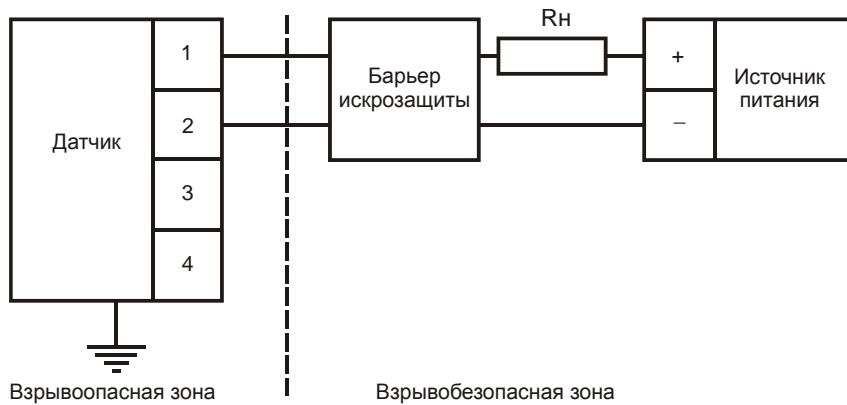 Rн
1
2
3
4
Датчик
Барьер
искрозащиты
+
−
Источник
питания
Взрывоопасная зона
Взрывобезопасная зона